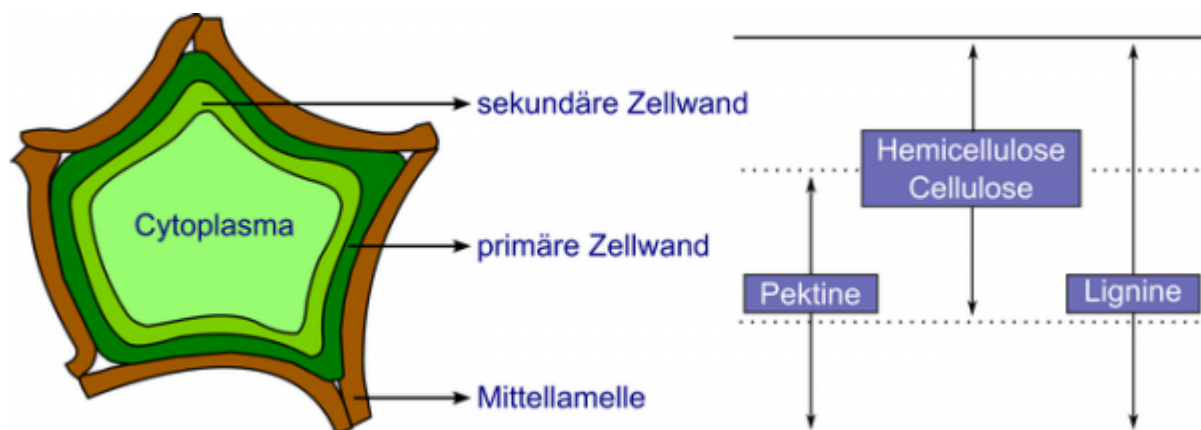 sekundäre Zellwand
Cytoplasma
primäre Zellwand
Mittellamelle
Hemicellulose
Cellulose
Pektine
Lignine